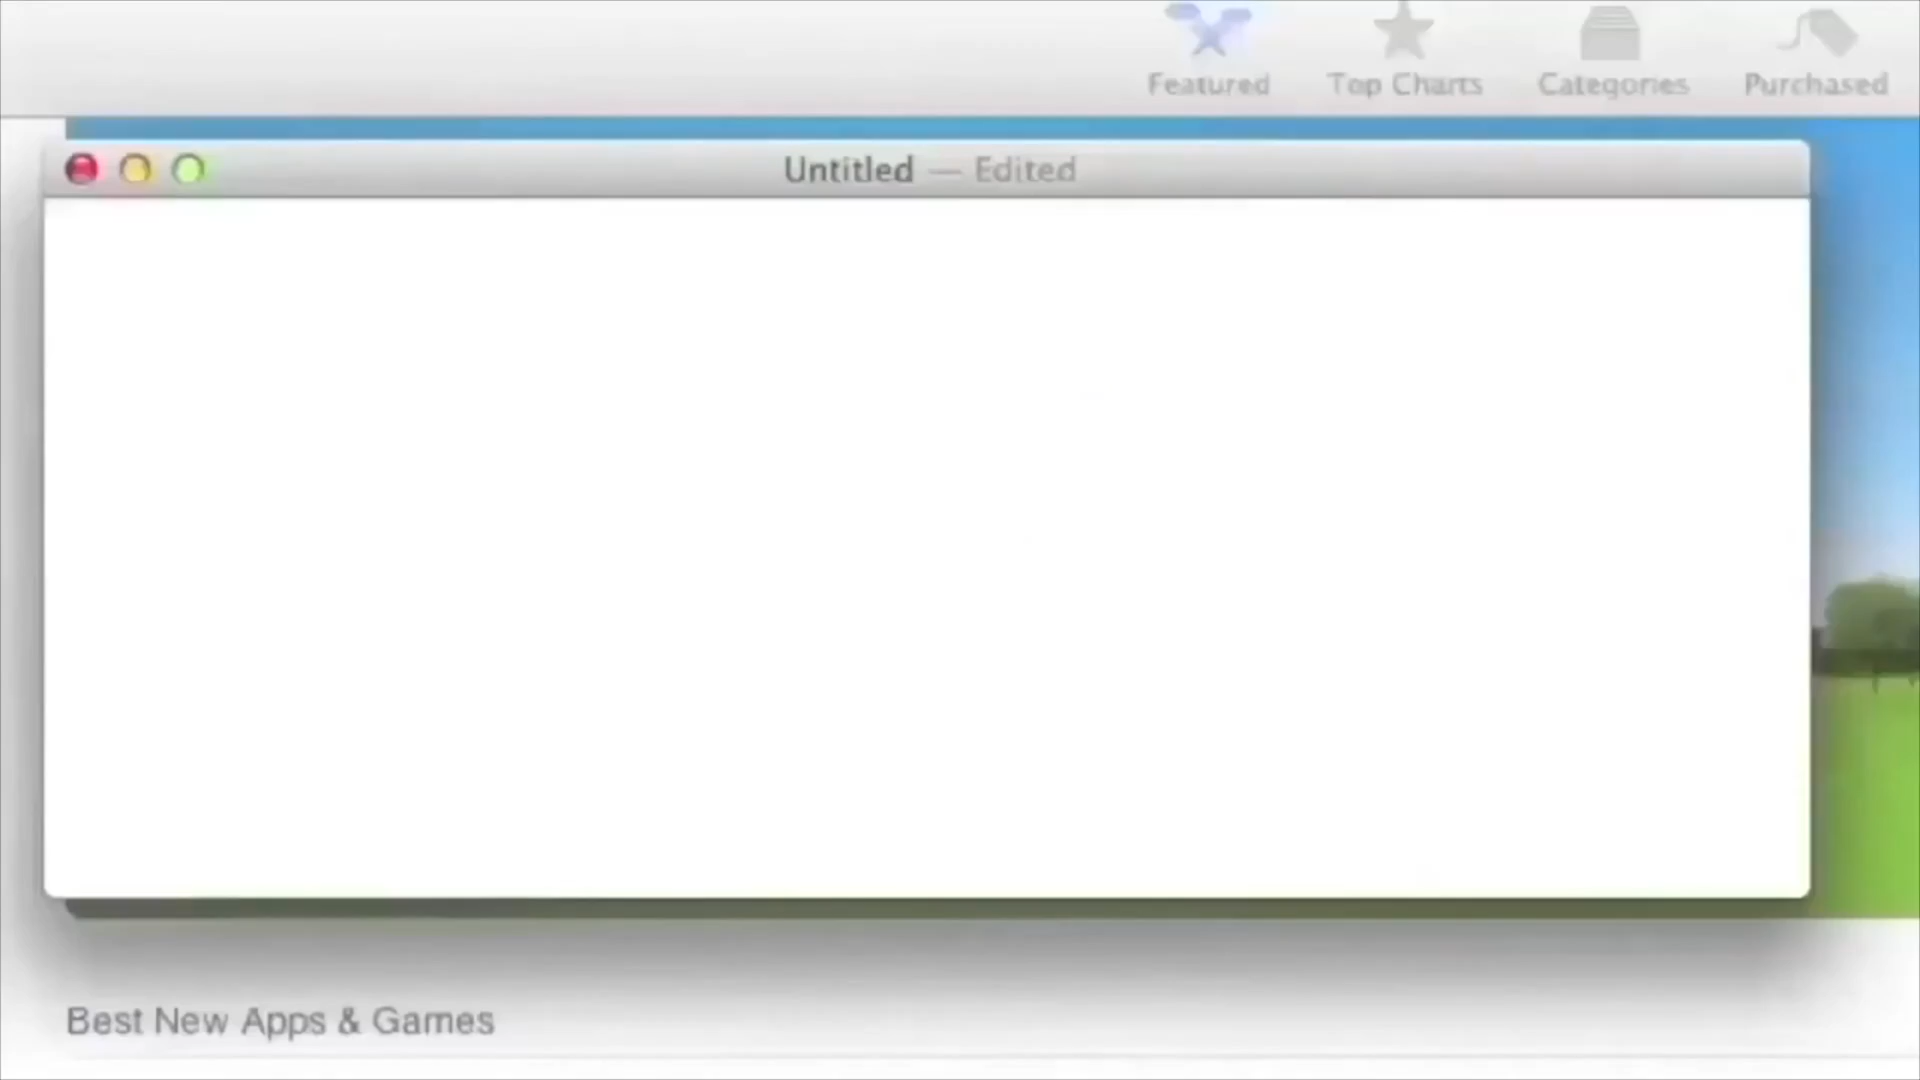 Featured Top Charts Categories Purchased
Untitled — Edited
Best New Apps & Games